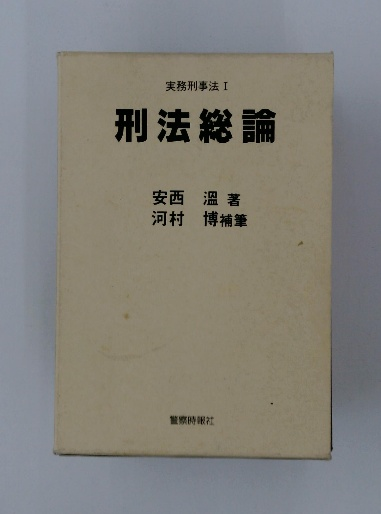 実務刑事法 I
刑法総論
安西 溫 著
河村 博補筆
警察時報社